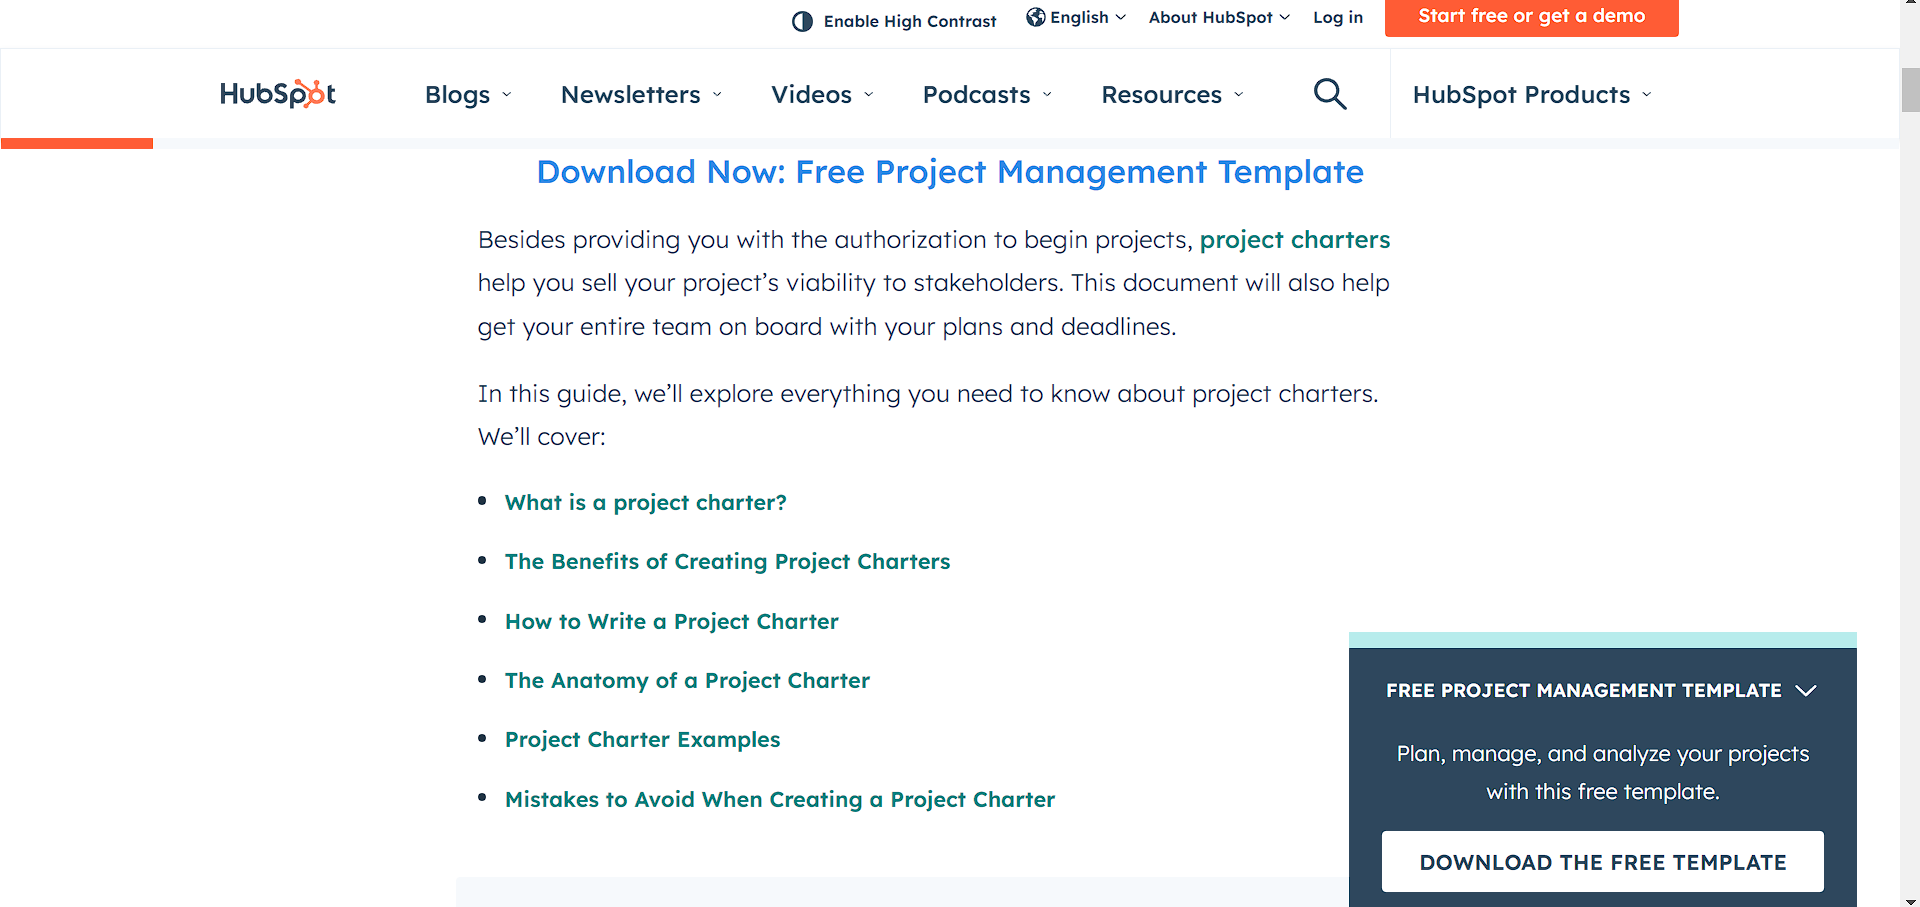 Enable High Contrast English About HubSpot Log in Start free or get a demo
HubSpot Blogs Newsletters Videos Podcasts Resources HubSpot Products
Download Now: Free Project Management Template
Besides providing you with the authorization to begin projects, project charters
help you sell your project’s viability to stakeholders. This document will also help
get your entire team on board with your plans and deadlines.
In this guide, we’ll explore everything you need to know about project charters.
We’ll cover:
What is a project charter?
The Benefits of Creating Project Charters
How to Write a Project Charter
The Anatomy of a Project Charter
Project Charter Examples
Mistakes to Avoid When Creating a Project Charter
FREE PROJECT MANAGEMENT TEMPLATE
Plan, manage, and analyze your projects
with this free template.
DOWNLOAD THE FREE TEMPLATE